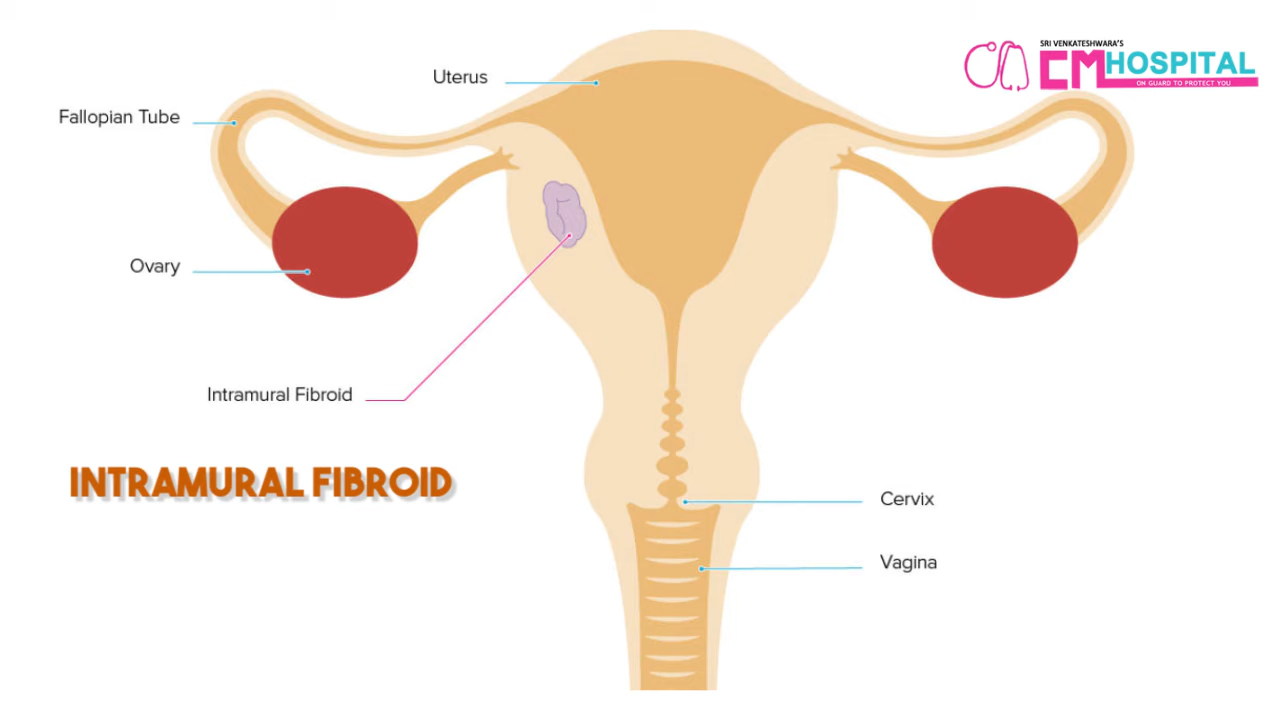 SRI VENKATESHWARA'S
CM HOSPITAL
ON GUARD TO PROTECT YOU
Uterus
Fallopian Tube
Ovary
Intramural Fibroid
INTRAMURAL FIBROID
Cervix
Vagina